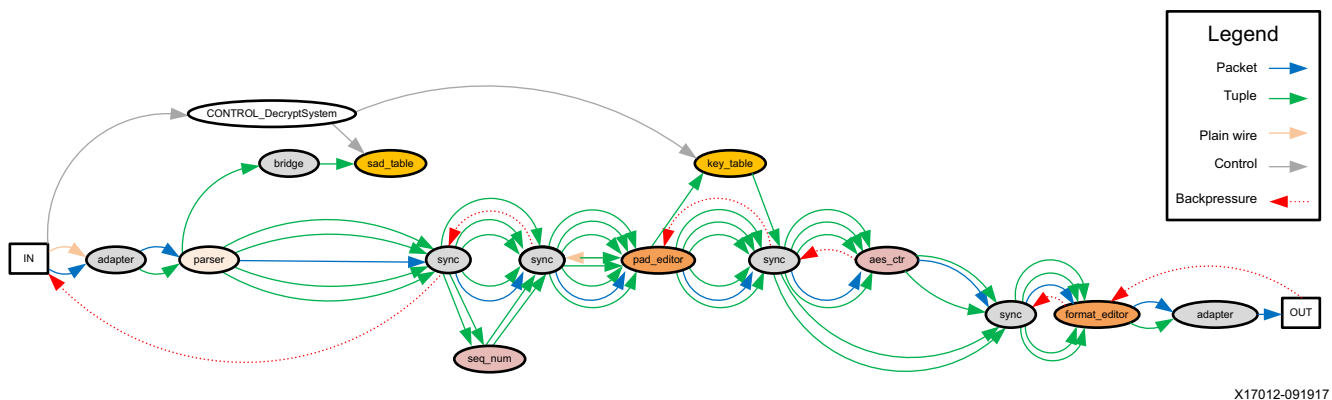 Legend
Packet
Tuple
Plain wire
Control
Backpressure
CONTROL_DecryptSystem
bridge
sad_table
key_table
IN
adapter
parser
sync
sync
pad_editor
sync
aes_ctr
sync
format_editor
adapter
OUT
seq_num
X17012-091917